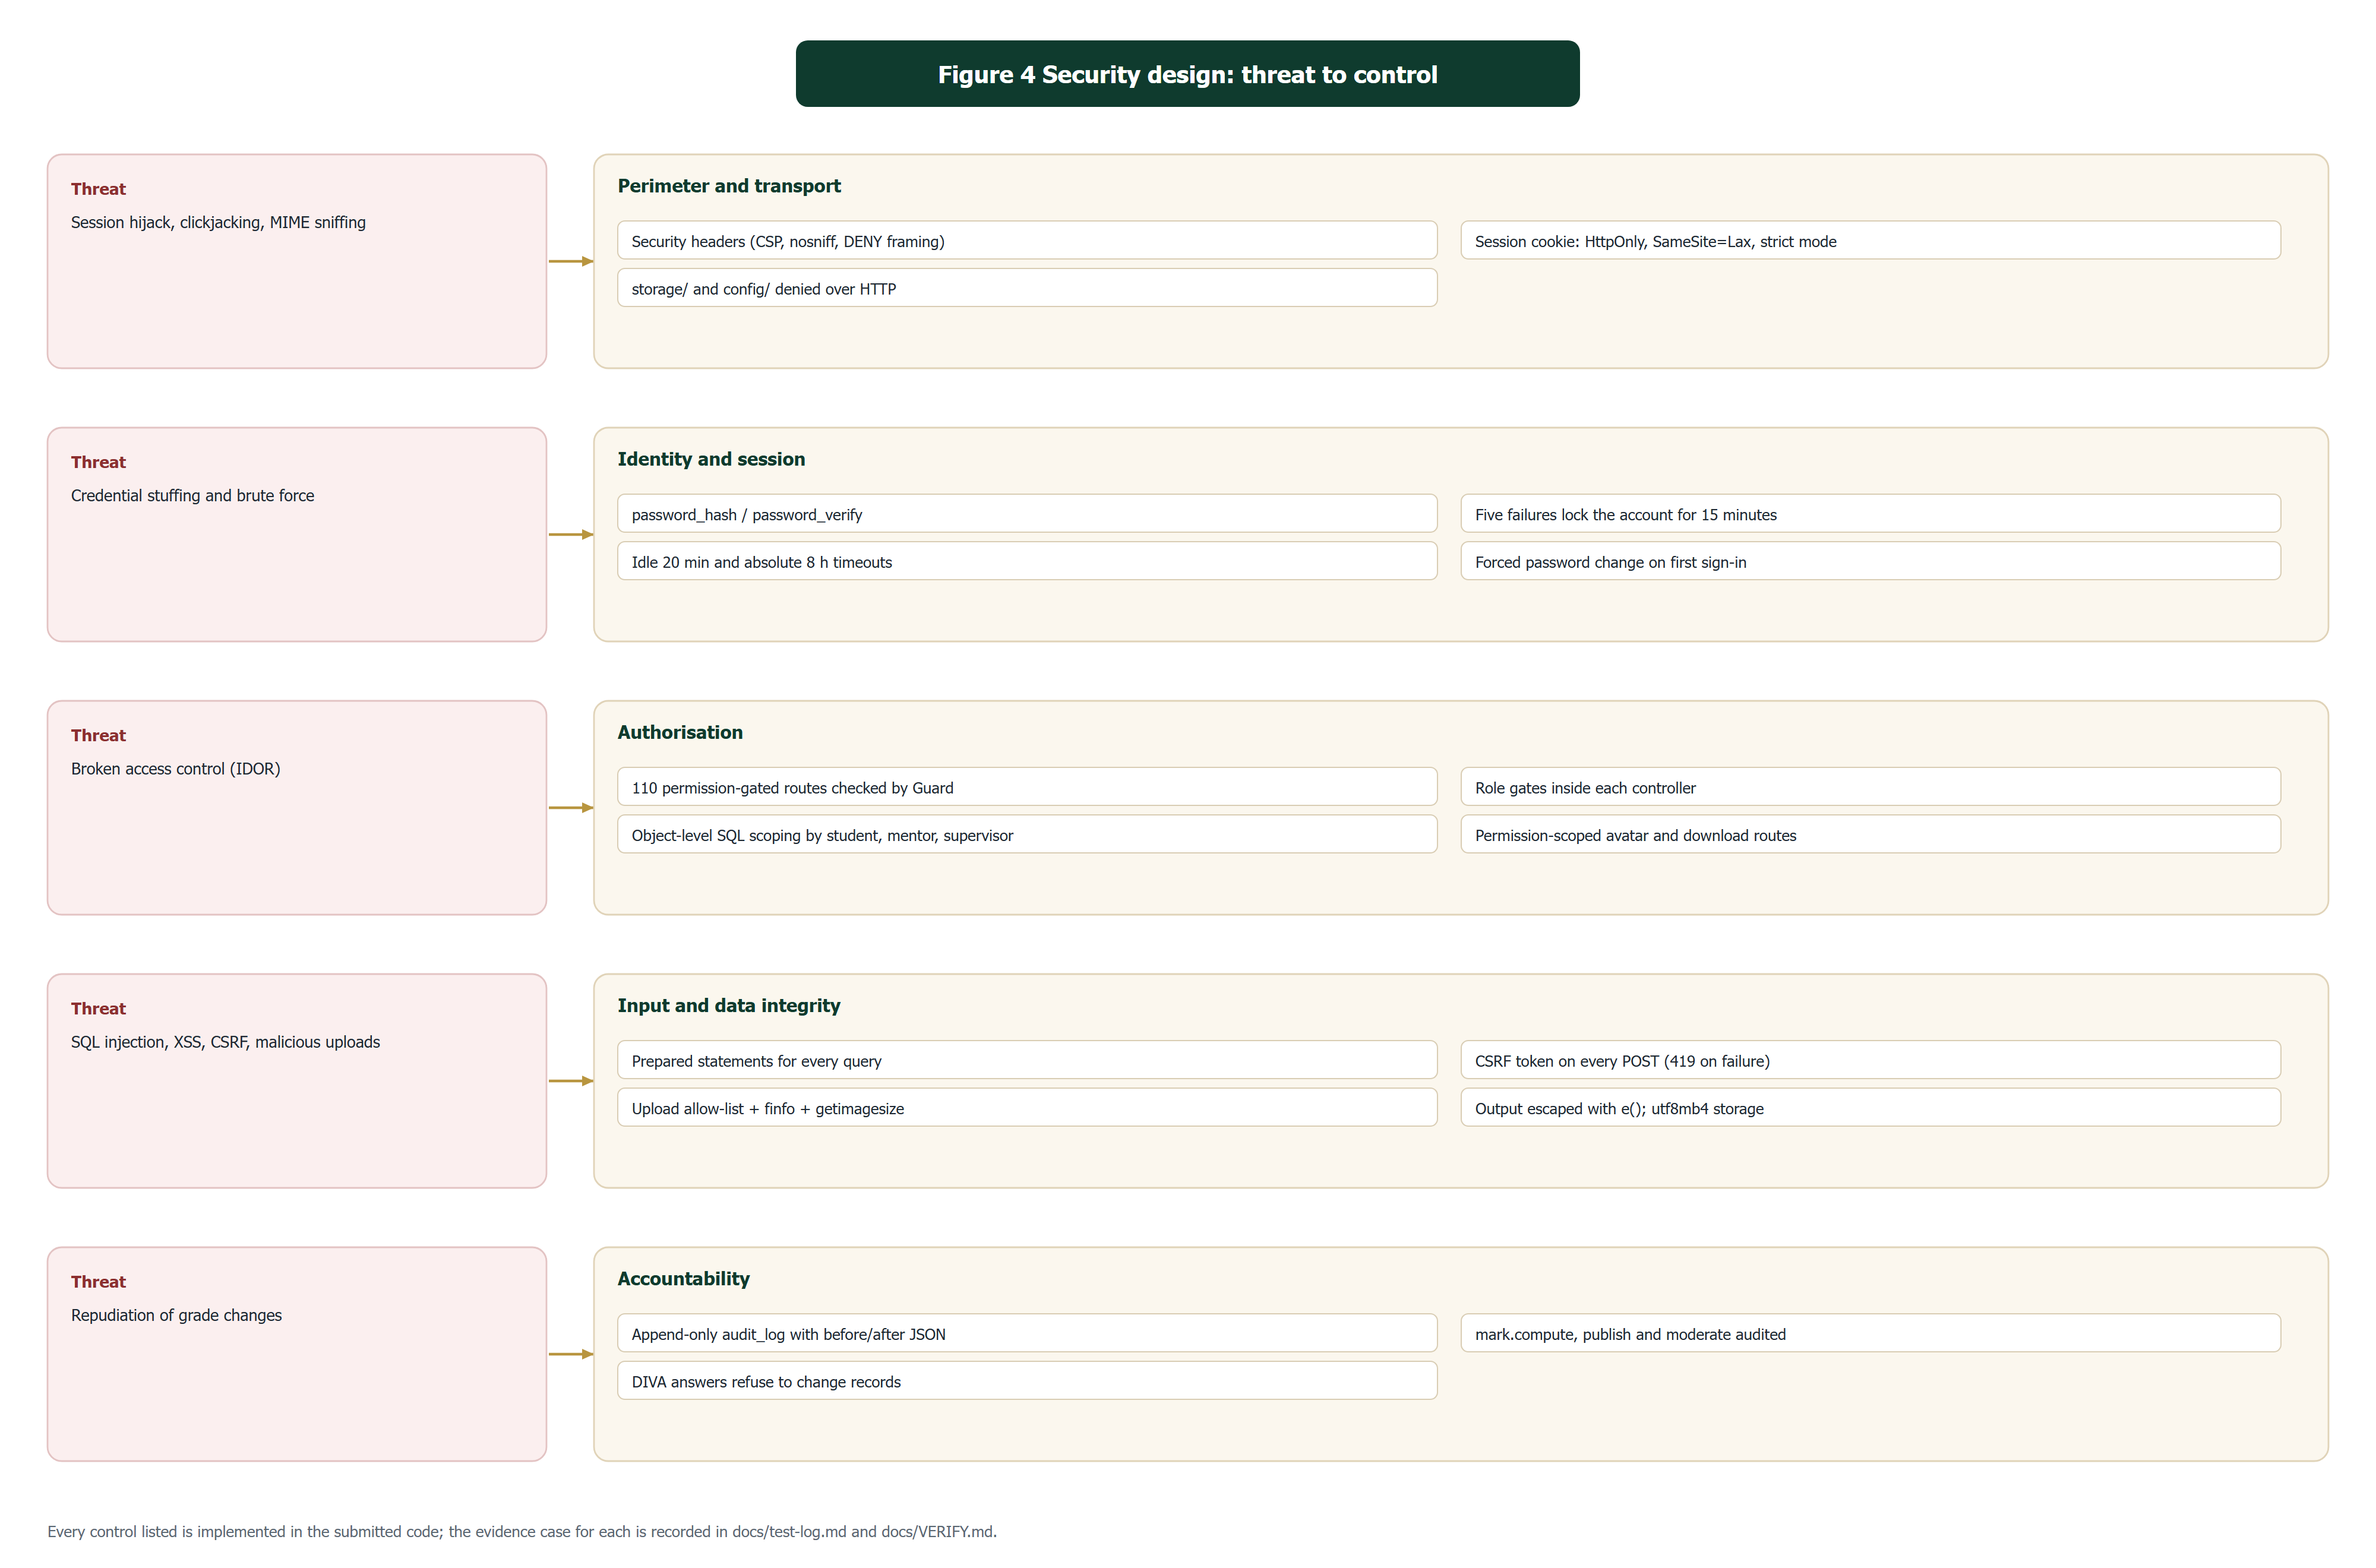 Figure 4 Security design: threat to control
Threat
Session hijack, clickjacking, MIME sniffing
Perimeter and transport
Security headers (CSP, nosniff, DENY framing)
Session cookie: HttpOnly, SameSite=Lax, strict mode
storage/ and config/ denied over HTTP
Threat
Credential stuffing and brute force
Identity and session
password_hash / password_verify
Five failures lock the account for 15 minutes
Idle 20 min and absolute 8 h timeouts
Forced password change on first sign-in
Threat
Broken access control (IDOR)
Authorisation
110 permission-gated routes checked by Guard
Role gates inside each controller
Object-level SQL scoping by student, mentor, supervisor
Permission-scoped avatar and download routes
Threat
SQL injection, XSS, CSRF, malicious uploads
Input and data integrity
Prepared statements for every query
CSRF token on every POST (419 on failure)
Upload allow-list + finfo + getimagesize
Output escaped with e(); utf8mb4 storage
Threat
Repudiation of grade changes
Accountability
Append-only audit_log with before/after JSON
mark.compute, publish and moderate audited
DIVA answers refuse to change records
Every control listed is implemented in the submitted code; the evidence case for each is recorded in docs/test-log.md and docs/VERIFY.md.